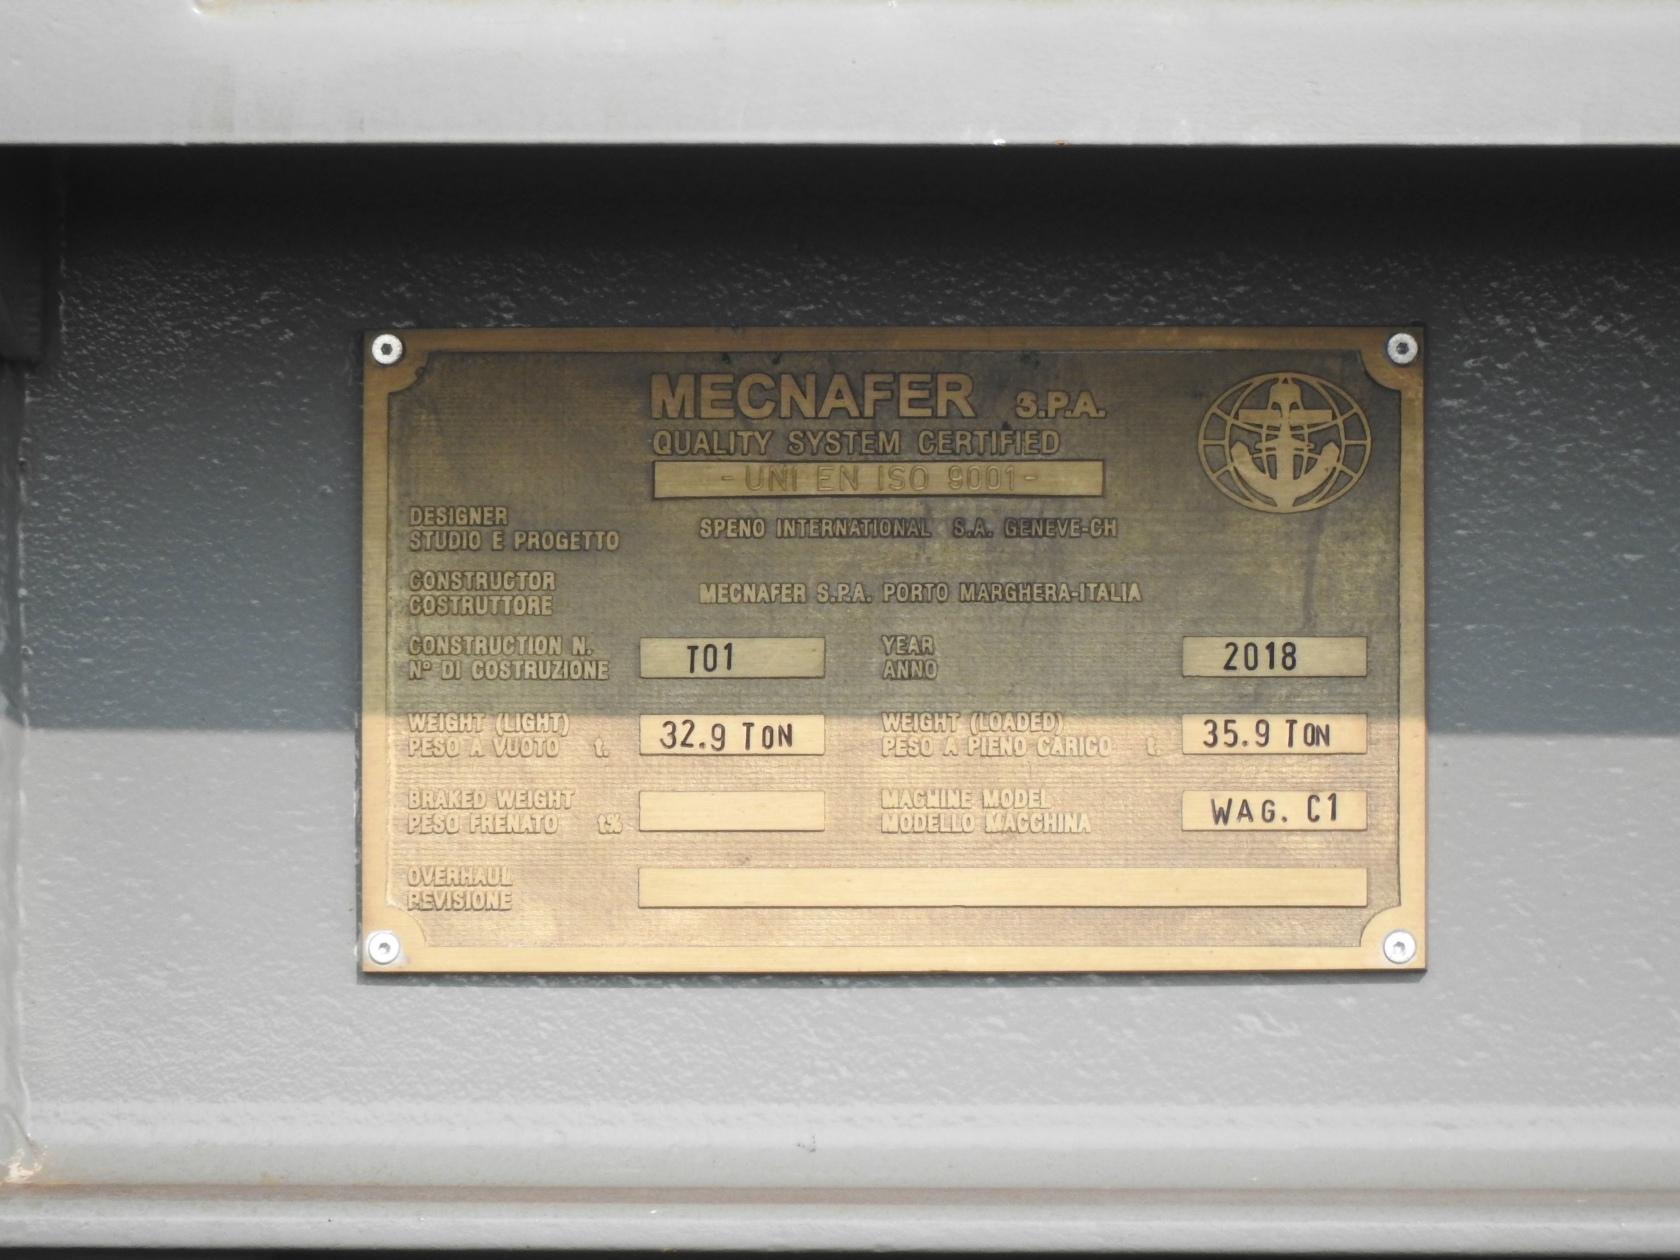 MECNAFER S.P.A.
QUALITY SYSTEM CERTIFIED
- UNI EN ISO 9001 -
DESIGNER
STUDIO E PROGETTO
SPENO INTERNATIONAL S.A. GENEVE-CH
CONSTRUCTOR
COSTRUTTORE
MECNAFER S.P.A. PORTO MARGHERA-ITALIA
CONSTRUCTION N.
N° DI COSTRUZIONE
T01
YEAR
ANNO
2018
WEIGHT (LIGHT)
PESO A VUOTO t.
32.9 TON
WEIGHT (LOADED)
PESO A PIENO CARICO t.
35.9 TON
BRAKED WEIGHT
PESO FRENATO t.%
MACHINE MODEL
MODELLO MACCHINA
WAG. C1
OVERHAUL
REVISIONE